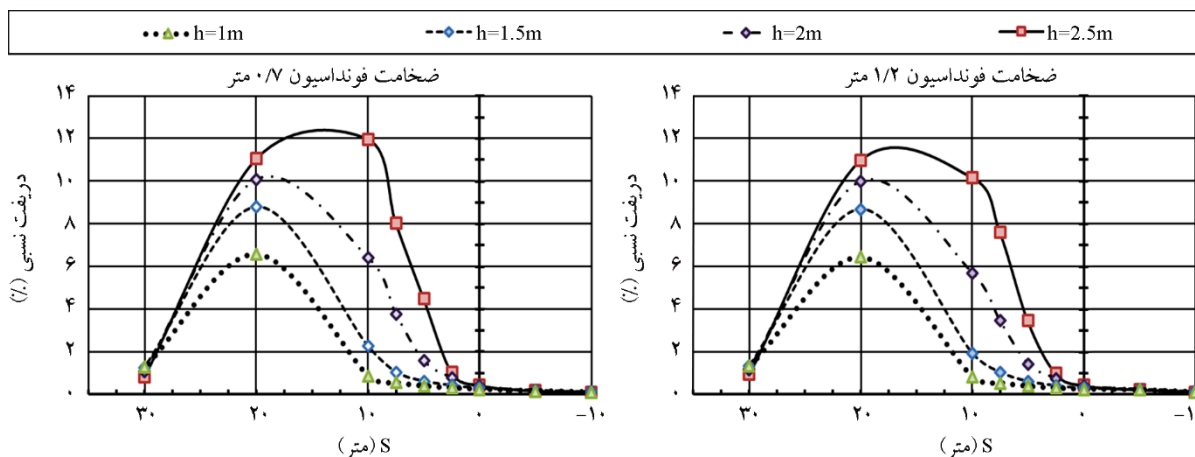 h=1m h=1.5m h=2m h=2.5m
ضخامت فونداسیون ۱/۲ متر
دریفت نسبی (٪)
۱۴
۱۲
۱۰
۸
۶
۴
۲
۰
۳۰ ۲۰ ۱۰ ۰ -۱۰
S (متر)
ضخامت فونداسیون ۰/۷ متر
دریفت نسبی (٪)
۱۴
۱۲
۱۰
۸
۶
۴
۲
۰
۳۰ ۲۰ ۱۰ ۰ -۱۰
S (متر)